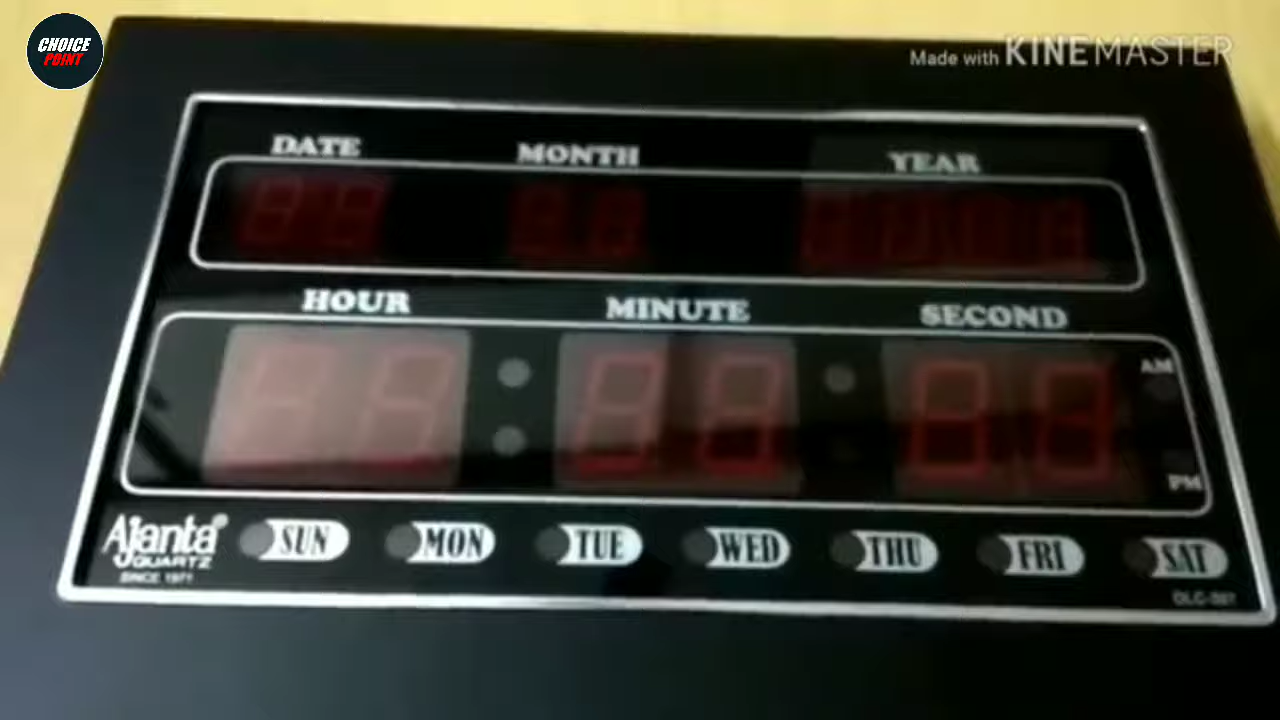 CHOICE
POINT
Made with KINEMASTER
DATE MONTH YEAR
HOUR MINUTE SECOND
AM
PM
Ajanta
QUARTZ
SINCE 1971
SUN MON TUE WED THU FRI SAT